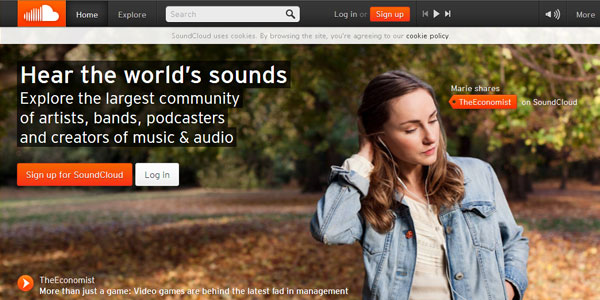 Home
Explore
Search
Log in or Sign up
More
SoundCloud uses cookies. By browsing the site, you're agreeing to our cookie policy
Hear the world's sounds
Explore the largest community
of artists, bands, podcasters
and creators of music & audio
Marie shares
TheEconomist on SoundCloud
Sign up for SoundCloud
Log in
TheEconomist
More than just a game: Video games are behind the latest fad in management